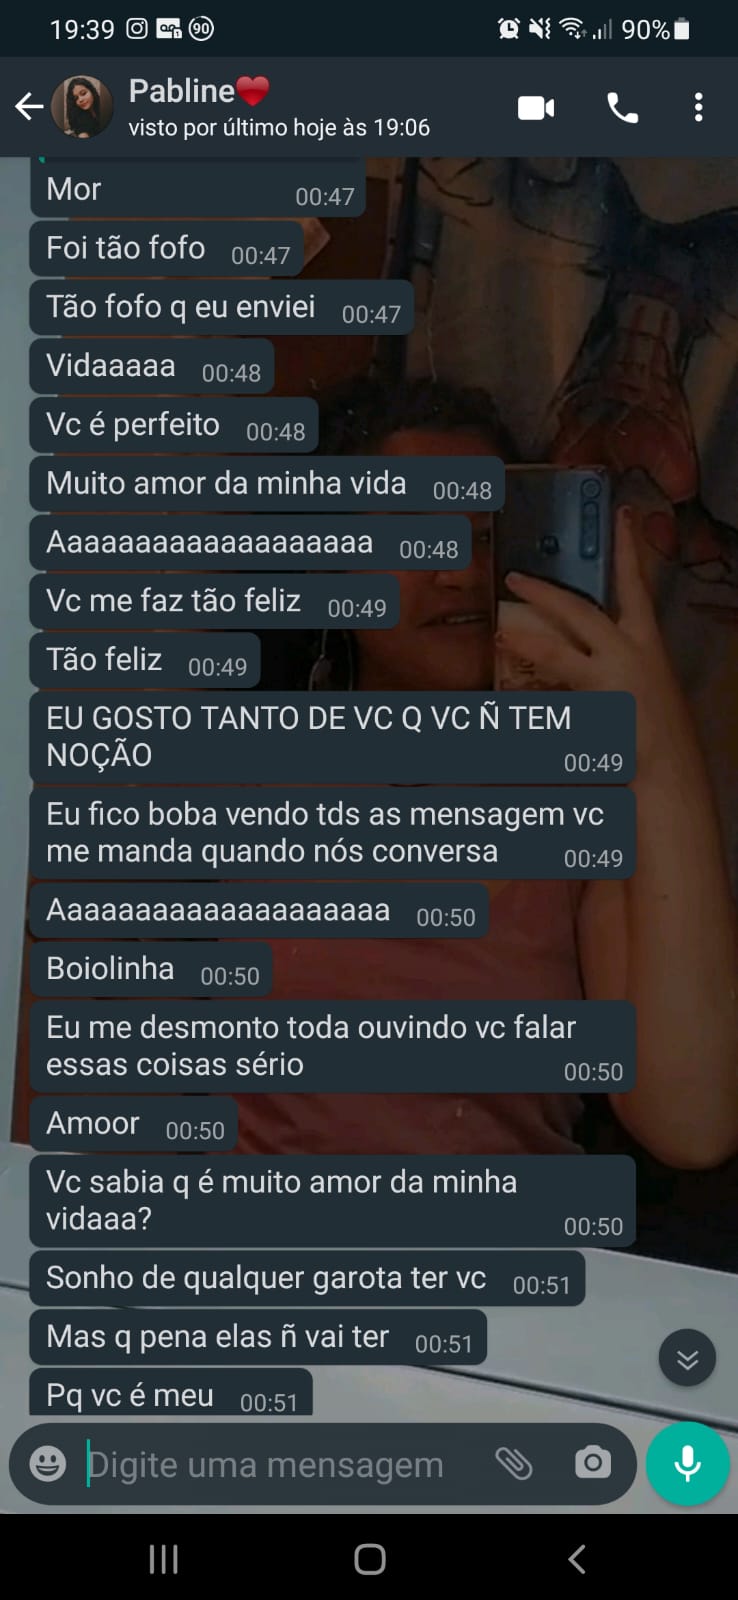 19:39 90 90%
Pabline
visto por último hoje às 19:06
Mor 00:47
Foi tão fofo 00:47
Tão fofo q eu enviei 00:47
Vidaaaaa 00:48
Vc é perfeito 00:48
Muito amor da minha vida 00:48
Aaaaaaaaaaaaaaaaaaa 00:48
Vc me faz tão feliz 00:49
Tão feliz 00:49
EU GOSTO TANTO DE VC Q VC Ñ TEM
NOÇÃO 00:49
Eu fico boba vendo tds as mensagem vc
me manda quando nós conversa 00:49
Aaaaaaaaaaaaaaaaaaaa 00:50
Boiolinha 00:50
Eu me desmonto toda ouvindo vc falar
essas coisas sério 00:50
Amoor 00:50
Vc sabia q é muito amor da minha
vidaaa? 00:50
Sonho de qualquer garota ter vc 00:51
Mas q pena elas ñ vai ter 00:51
Pq vc é meu 00:51
Digite uma mensagem